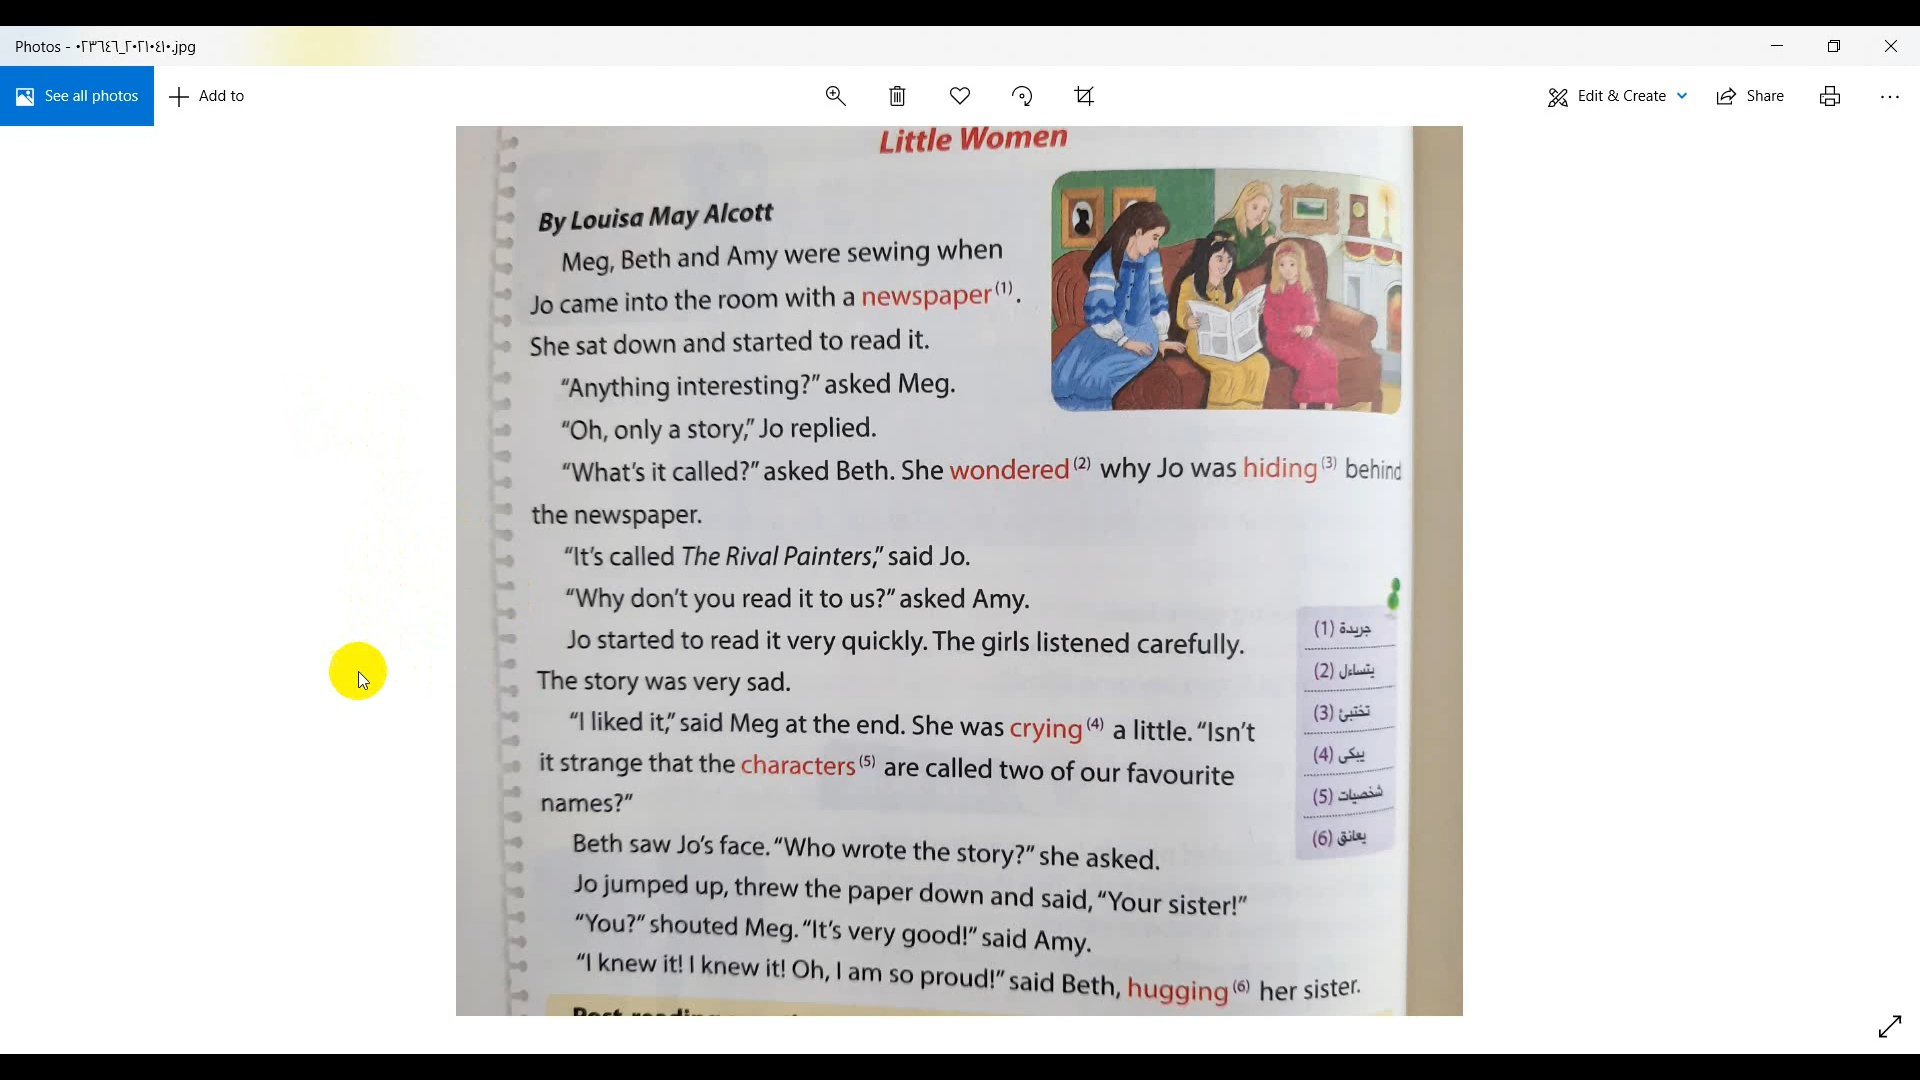 Photos - ٠٢٣٦٤٦_٢٠٢١٠٤١٠.jpg
See all photos
Add to
Edit & Create
Share
Little Women
By Louisa May Alcott
Meg, Beth and Amy were sewing when
Jo came into the room with a newspaper(1).
She sat down and started to read it.
“Anything interesting?” asked Meg.
“Oh, only a story,” Jo replied.
“What’s it called?” asked Beth. She wondered(2) why Jo was hiding(3) behind
the newspaper.
“It’s called The Rival Painters,” said Jo.
“Why don’t you read it to us?” asked Amy.
Jo started to read it very quickly. The girls listened carefully.
The story was very sad.
“I liked it,” said Meg at the end. She was crying(4) a little. “Isn’t
it strange that the characters(5) are called two of our favourite
names?”
Beth saw Jo’s face. “Who wrote the story?” she asked.
Jo jumped up, threw the paper down and said, “Your sister!”
“You?” shouted Meg. “It’s very good!” said Amy.
“I knew it! I knew it! Oh, I am so proud!” said Beth, hugging(6) her sister.
(1) جريدة
(2) يتساءل
(3) تختبئ
(4) يبكى
(5) شخصيات
(6) يعانق